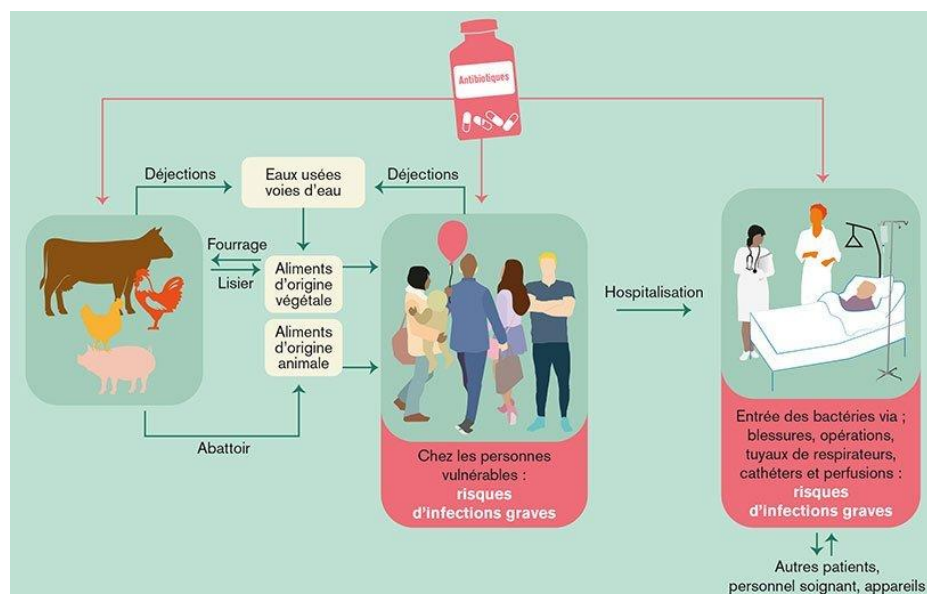 Antibiotiques
Déjections
Eaux usées
voies d'eau
Déjections
Fourrage
Lisier
Aliments
d'origine
végétale
Aliments
d'origine
animale
Abattoir
Hospitalisation
Chez les personnes
vulnérables :
risques
d'infections graves
Entrée des bactéries via ;
blessures, opérations,
tuyaux de respirateurs,
cathéters et perfusions :
risques
d'infections graves
Autres patients,
personnel soignant, appareils